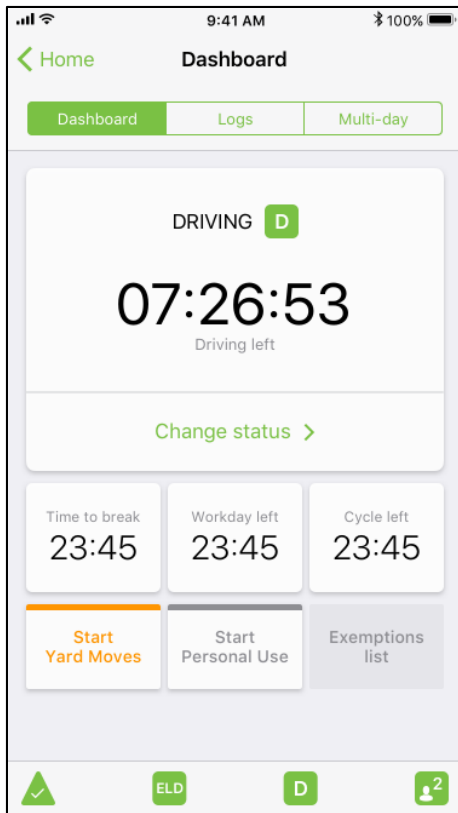 9:41 AM 100%
Home Dashboard
Dashboard Logs Multi-day
DRIVING D
07:26:53
Driving left
Change status
Time to break Workday left Cycle left
23:45 23:45 23:45
Start Start Exemptions
Yard Moves Personal Use list
ELD D 2